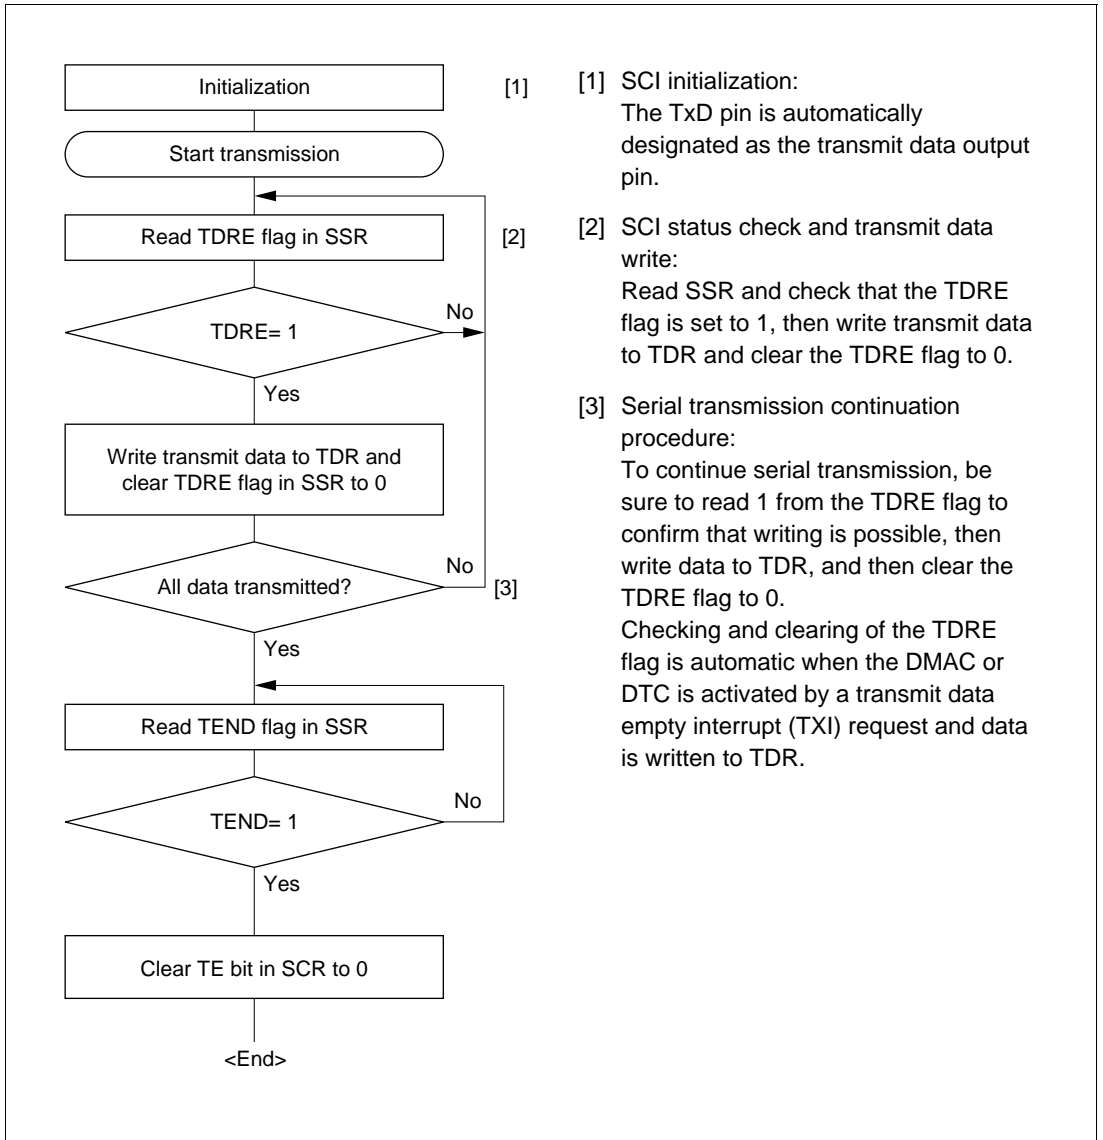 Initialization [1]
Start transmission
Read TDRE flag in SSR [2]
No
TDRE= 1
Yes
Write transmit data to TDR and
clear TDRE flag in SSR to 0
No
All data transmitted? [3]
Yes
Read TEND flag in SSR
No
TEND= 1
Yes
Clear TE bit in SCR to 0
<End>
[1] SCI initialization:
The TxD pin is automatically
designated as the transmit data output
pin.
[2] SCI status check and transmit data
write:
Read SSR and check that the TDRE
flag is set to 1, then write transmit data
to TDR and clear the TDRE flag to 0.
[3] Serial transmission continuation
procedure:
To continue serial transmission, be
sure to read 1 from the TDRE flag to
confirm that writing is possible, then
write data to TDR, and then clear the
TDRE flag to 0.
Checking and clearing of the TDRE
flag is automatic when the DMAC or
DTC is activated by a transmit data
empty interrupt (TXI) request and data
is written to TDR.